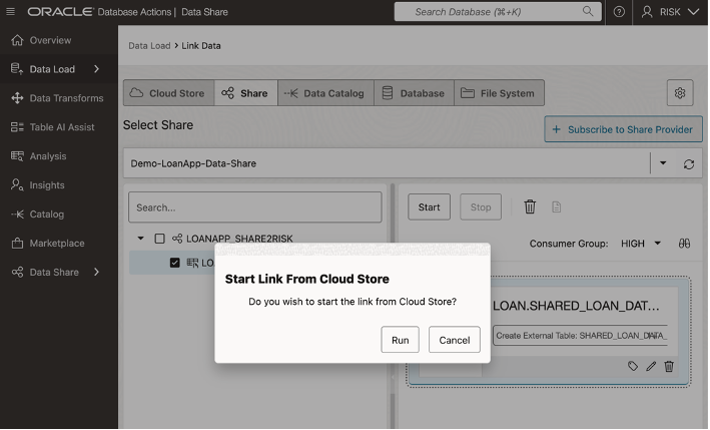 ORACLE Database Actions | Data Share
Search Database (⌘+K)
RISK
Overview
Data Load
Data Transforms
Table AI Assist
Analysis
Insights
Catalog
Marketplace
Data Share
Data Load > Link Data
Cloud Store
Share
Data Catalog
Database
File System
Select Share
+ Subscribe to Share Provider
Demo-LoanApp-Data-Share
Search...
LOANAPP_SHARE2RISK
LO
Start
Stop
Consumer Group: HIGH
LOAN.SHARED_LOAN_DAT...
Create External Table: SHARED_LOAN_DATA_
Start Link From Cloud Store
Do you wish to start the link from Cloud Store?
Run
Cancel